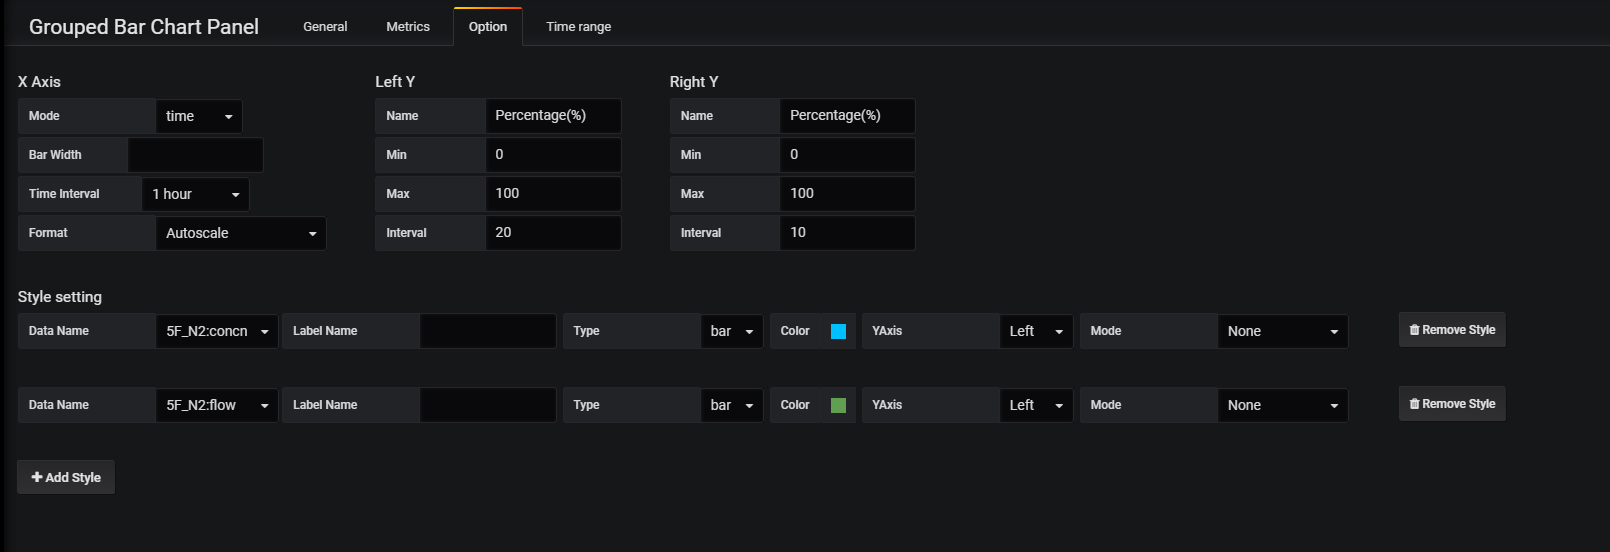 Grouped Bar Chart Panel General Metrics Option Time range
X Axis Left Y Right Y
Mode time Name Percentage(%) Name Percentage(%)
Bar Width Min 0 Min 0
Time Interval 1 hour Max 100 Max 100
Format Autoscale Interval 20 Interval 10
Style setting
Data Name 5F_N2:concn Label Name Type bar Color YAxis Left Mode None Remove Style
Data Name 5F_N2:flow Label Name Type bar Color YAxis Left Mode None Remove Style
+ Add Style